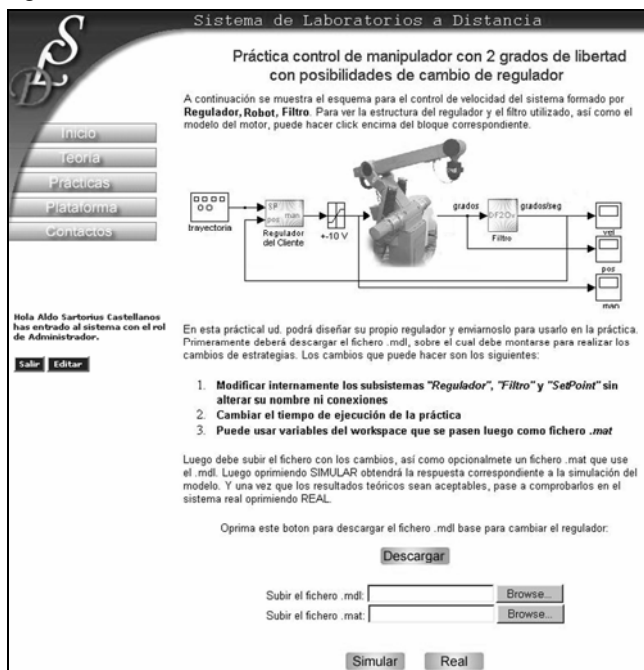 Sistema de Laboratorios a Distancia
SLD
Inicio
Teoría
Prácticas
Plataforma
Contactos
Hola Aldo Sartorius Castellanos
has entrado al sistema con el rol
de Administrador.
Salir Editar
Práctica control de manipulador con 2 grados de libertad
con posibilidades de cambio de regulador
A continuación se muestra el esquema para el control de velocidad del sistema formado por
Regulador, Robot, Filtro. Para ver la estructura del regulador y el filtro utilizado, así como el
modelo del motor, puede hacer click encima del bloque correspondiente.
trayectoria
SP
pos man
Regulador
del Cliente
+-10 V
grados
DF2Ov
Filtro
grados/seg
vel
pos
man
En esta práctical ud. podrá diseñar su propio regulador y enviarnoslo para usarlo en la práctica.
Primeramente deberá descargar el fichero .mdl, sobre el cual debe montarse para realizar los
cambios de estrategias. Los cambios que puede hacer son los siguientes:
1. Modificar internamente los subsistemas "Regulador", "Filtro" y "SetPoint" sin
alterar su nombre ni conexiones
2. Cambiar el tiempo de ejecución de la práctica
3. Puede usar variables del workspace que se pasen luego como fichero .mat
Luego debe subir el fichero con los cambios, así como opcionalmete un fichero .mat que use
el .mdl. Luego oprimiendo SIMULAR obtendrá la respuesta correspondiente a la simulación del
modelo. Y una vez que los resultados teóricos sean aceptables, pase a comprobarlos en el
sistema real oprimiendo REAL.
Oprima este boton para descargar el fichero .mdl base para cambiar el regulador:
Descargar
Subir el fichero .mdl: Browse...
Subir el fichero .mat: Browse...
Simular Real